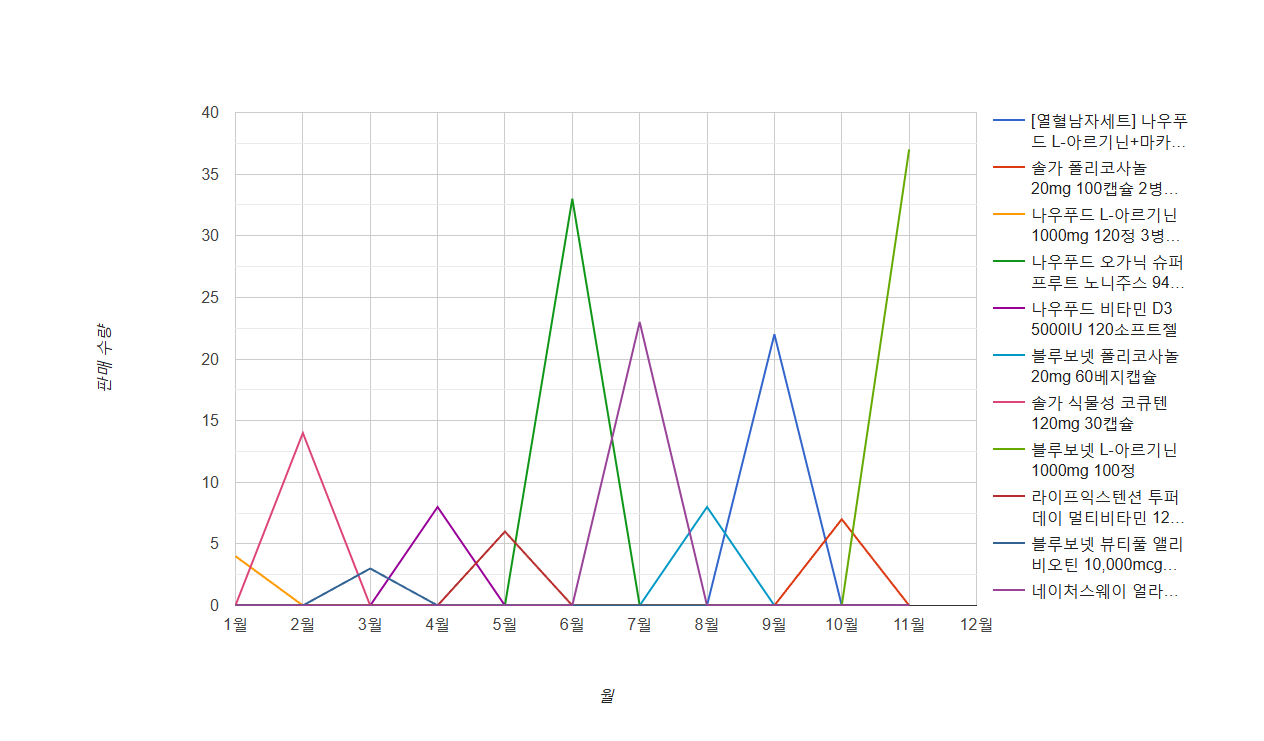 40
35
30
25
20
15
10
5
0
판매 수량
1월 2월 3월 4월 5월 6월 7월 8월 9월 10월 11월 12월
월
[열혈남자세트] 나우푸
드 L-아르기닌+마카…
솔가 폴리코사놀
20mg 100캡슐 2병…
나우푸드 L-아르기닌
1000mg 120정 3병…
나우푸드 오가닉 슈퍼
프루트 노니주스 94…
나우푸드 비타민 D3
5000IU 120소프트젤
블루보넷 폴리코사놀
20mg 60베지캡슐
솔가 식물성 코큐텐
120mg 30캡슐
블루보넷 L-아르기닌
1000mg 100정
라이프익스텐션 투퍼
데이 멀티비타민 12…
블루보넷 뷰티풀 앨리
비오틴 10,000mcg…
네이처스웨이 얼라…